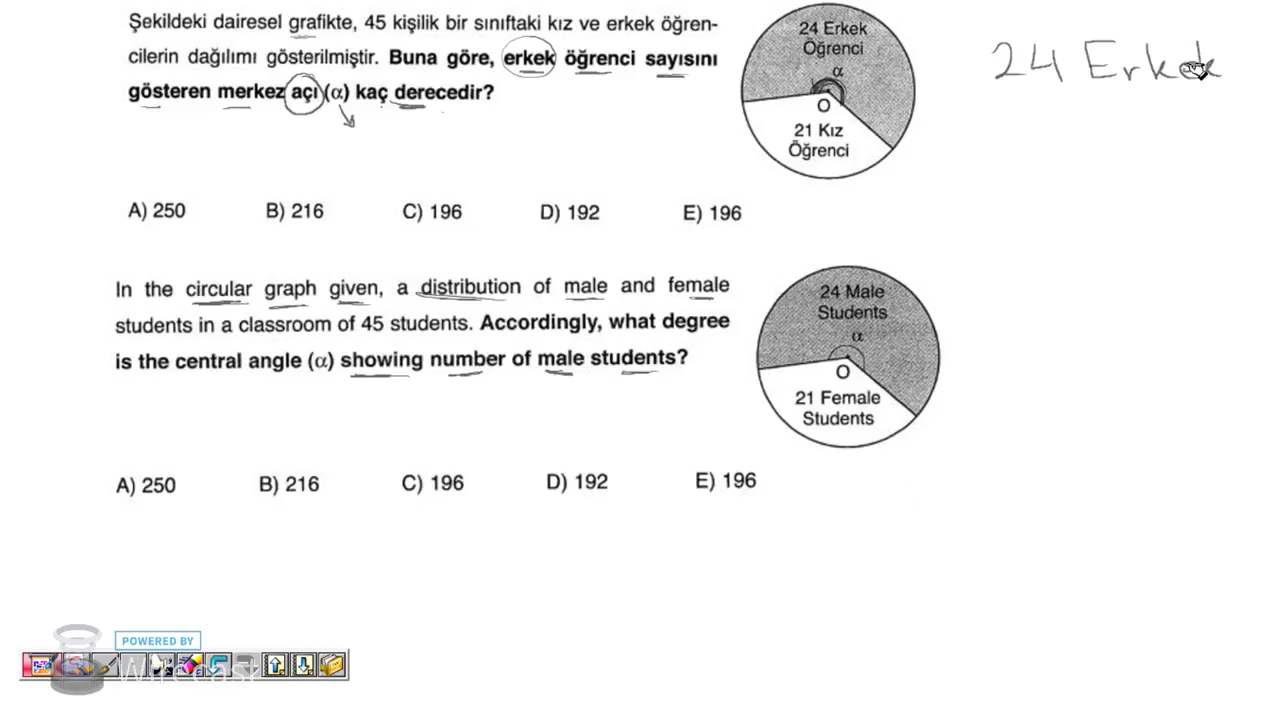 Şekildeki dairesel grafikte, 45 kişilik bir sınıftaki kız ve erkek öğren-
cilerin dağılımı gösterilmiştir. Buna göre, erkek öğrenci sayısını
gösteren merkez açı (α) kaç derecedir?
24 Erkek
Öğrenci
α
O
21 Kız
Öğrenci
24 Erkek
A) 250 B) 216 C) 196 D) 192 E) 196
In the circular graph given, a distribution of male and female
students in a classroom of 45 students. Accordingly, what degree
is the central angle (α) showing number of male students?
24 Male
Students
α
O
21 Female
Students
A) 250 B) 216 C) 196 D) 192 E) 196
POWERED BY
Wirecast